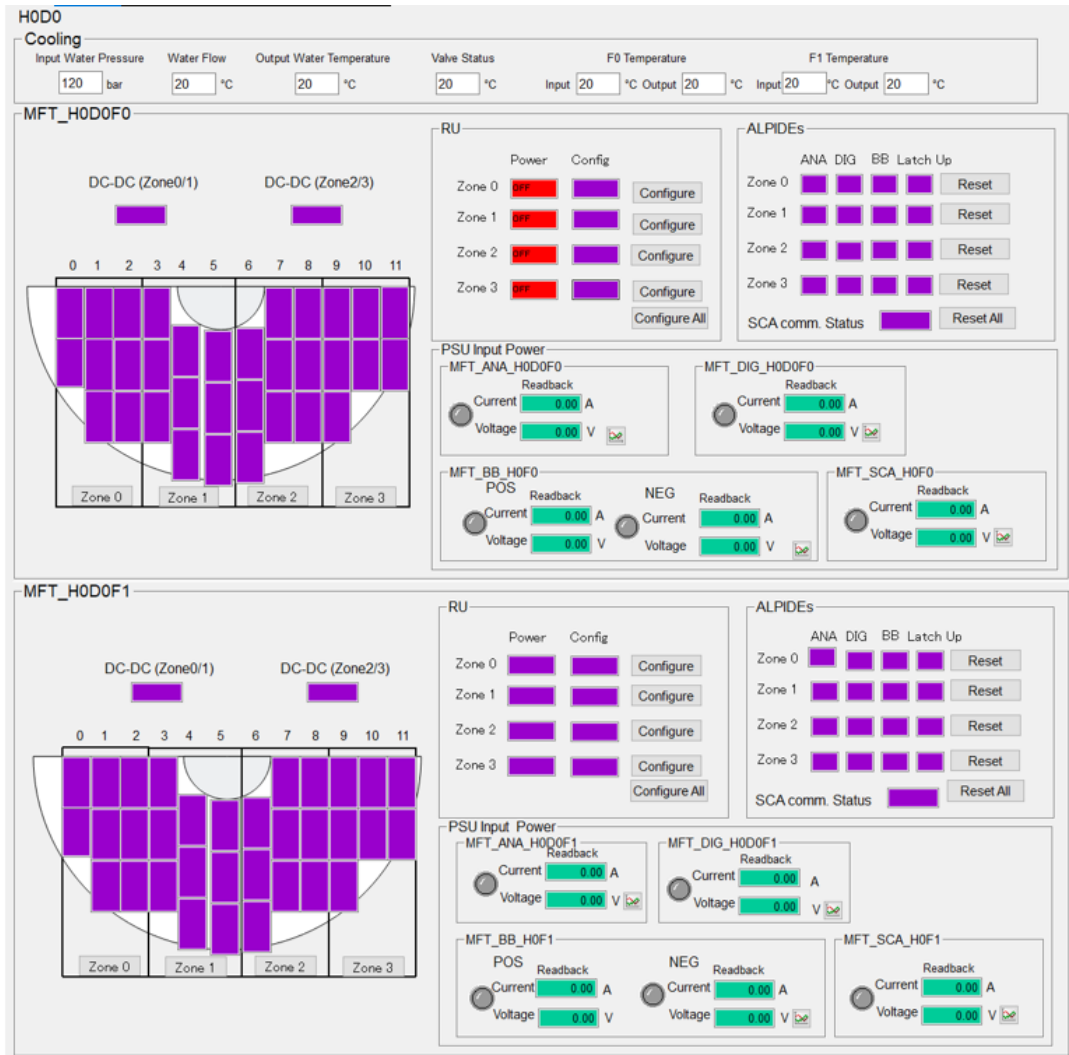 H0D0
Cooling
Input Water Pressure Water Flow Output Water Temperature Valve Status F0 Temperature F1 Temperature
120 bar 20 °C 20 °C 20 °C Input 20 °C Output 20 °C Input 20 °C Output 20 °C
MFT_H0D0F0
DC-DC (Zone0/1) DC-DC (Zone2/3)
0 1 2 3 4 5 6 7 8 9 10 11
Zone 0 Zone 1 Zone 2 Zone 3
RU
Power Config
Zone 0 OFF Configure
Zone 1 OFF Configure
Zone 2 OFF Configure
Zone 3 OFF Configure
Configure All
ALPIDEs
ANA DIG BB Latch Up
Zone 0 Reset
Zone 1 Reset
Zone 2 Reset
Zone 3 Reset
SCA comm. Status Reset All
PSU Input Power
MFT_ANA_H0D0F0
Readback
Current 0.00 A
Voltage 0.00 V
MFT_DIG_H0D0F0
Readback
Current 0.00 A
Voltage 0.00 V
MFT_BB_H0F0
POS Readback NEG Readback
Current 0.00 A Current 0.00 A
Voltage 0.00 V Voltage 0.00 V
MFT_SCA_H0F0
Readback
Current 0.00 A
Voltage 0.00 V
MFT_H0D0F1
DC-DC (Zone0/1) DC-DC (Zone2/3)
0 1 2 3 4 5 6 7 8 9 10 11
Zone 0 Zone 1 Zone 2 Zone 3
RU
Power Config
Zone 0 Configure
Zone 1 Configure
Zone 2 Configure
Zone 3 Configure
Configure All
ALPIDEs
ANA DIG BB Latch Up
Zone 0 Reset
Zone 1 Reset
Zone 2 Reset
Zone 3 Reset
SCA comm. Status Reset All
PSU Input Power
MFT_ANA_H0D0F1
Readback
Current 0.00 A
Voltage 0.00 V
MFT_DIG_H0D0F1
Readback
Current 0.00 A
Voltage 0.00 V
MFT_BB_H0F1
POS Readback NEG Readback
Current 0.00 A Current 0.00 A
Voltage 0.00 V Voltage 0.00 V
MFT_SCA_H0F1
Readback
Current 0.00 A
Voltage 0.00 V